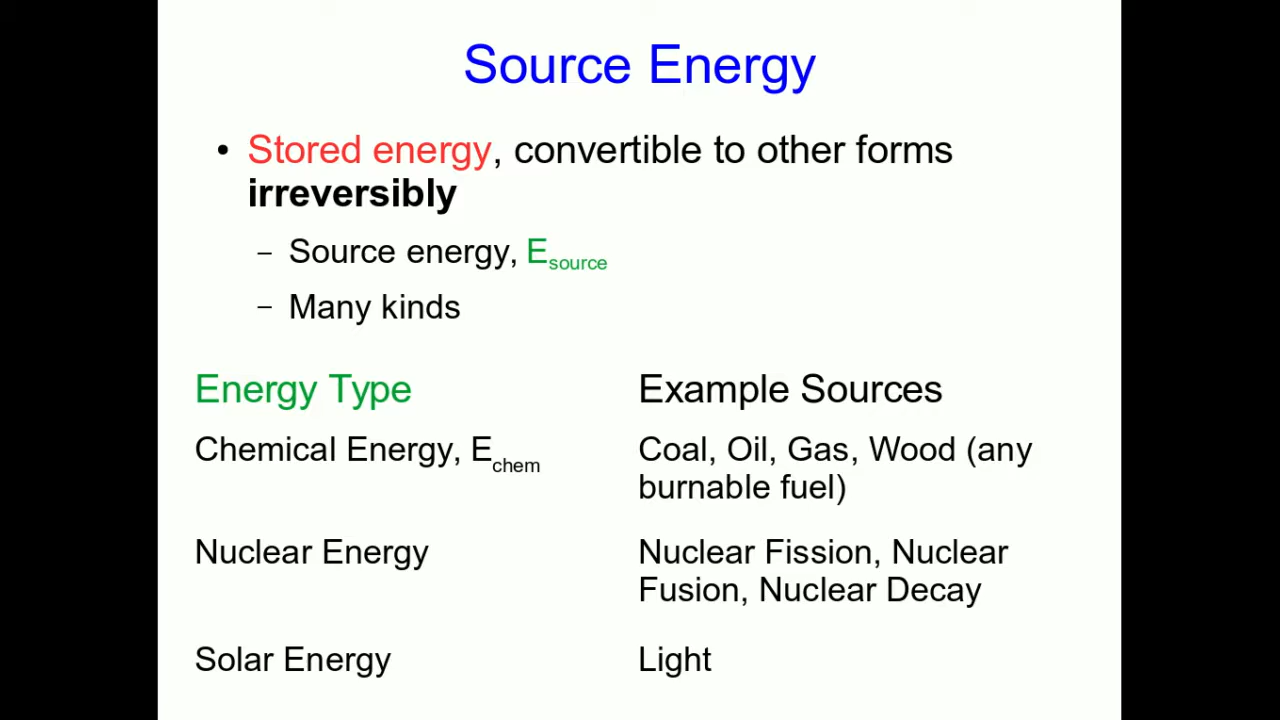 Source Energy
• Stored energy, convertible to other forms
irreversibly
– Source energy, Esource
– Many kinds
Energy Type Example Sources
Chemical Energy, Echem Coal, Oil, Gas, Wood (any
burnable fuel)
Nuclear Energy Nuclear Fission, Nuclear
Fusion, Nuclear Decay
Solar Energy Light